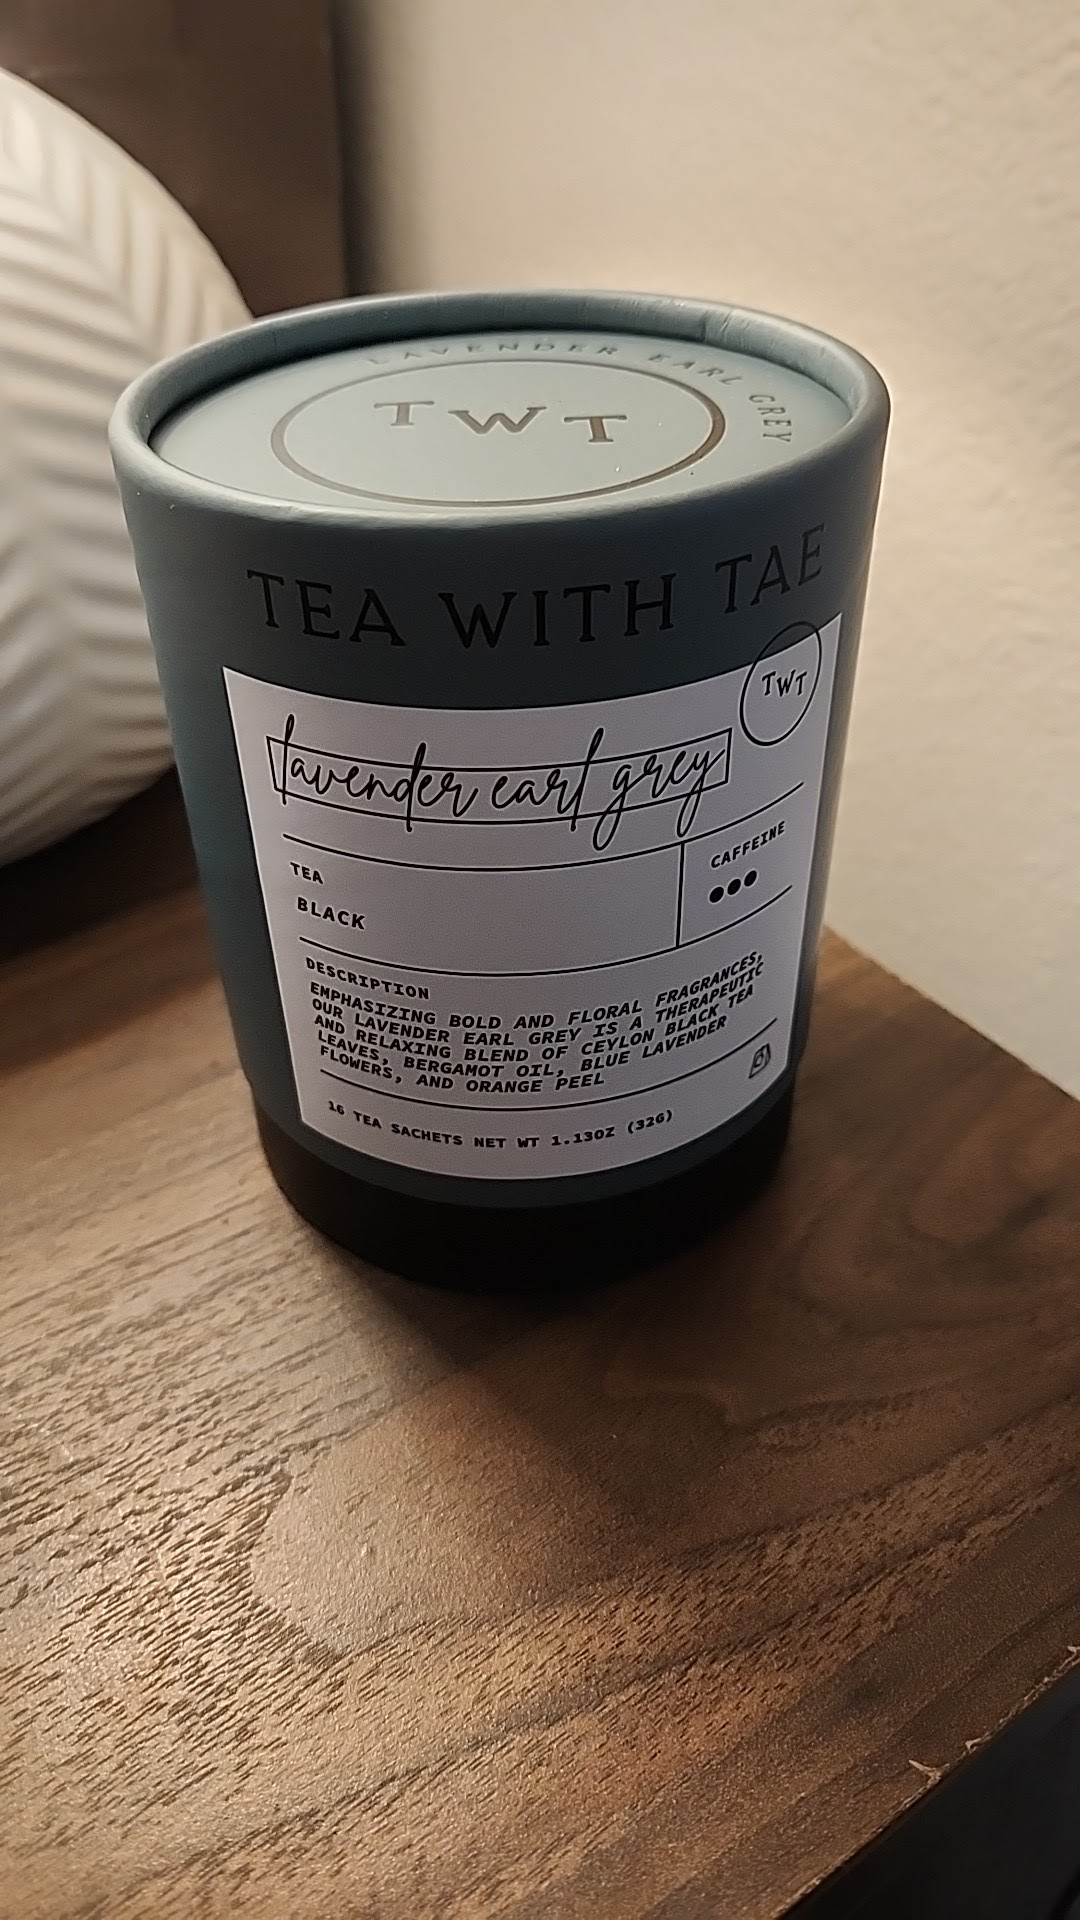 LAVENDER EARL GREY
TWT
TEA WITH TAE
TWT
lavender earl grey
TEA
BLACK
CAFFEINE
DESCRIPTION
EMPHASIZING BOLD AND FLORAL FRAGRANCES,
OUR LAVENDER EARL GREY IS A THERAPEUTIC
AND RELAXING BLEND OF CEYLON BLACK TEA
LEAVES, BERGAMOT OIL, BLUE LAVENDER
FLOWERS, AND ORANGE PEEL
16 TEA SACHETS NET WT 1.13OZ (32G)